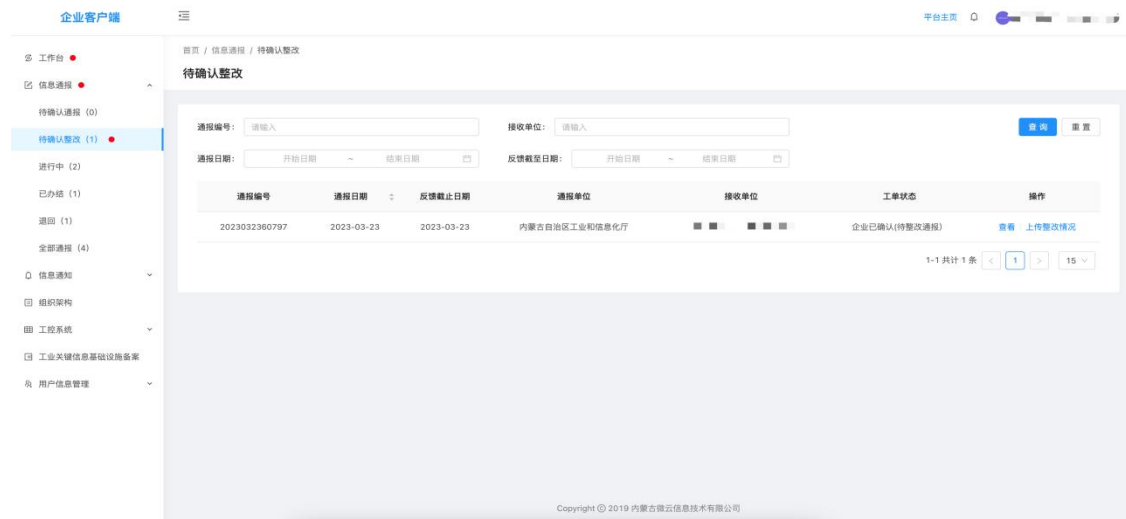 企业客户端
平台主页
工作台
信息通报
待确认通报 (0)
待确认整改 (1)
进行中 (2)
已办结 (1)
退回 (1)
全部通报 (4)
信息通知
组织架构
工控系统
工业关键信息基础设施备案
用户信息管理
首页 / 信息通报 / 待确认整改
待确认整改
通报编号: 请输入 接收单位: 请输入 查询 重置
通报日期: 开始日期 ~ 结束日期 反馈截至日期: 开始日期 ~ 结束日期
通报编号 通报日期 反馈截止日期 通报单位 接收单位 工单状态 操作
2023032360797 2023-03-23 2023-03-23 内蒙古自治区工业和信息化厅 企业已确认(待整改通报) 查看 上传整改情况
1-1 共计 1 条 < 1 > 15
Copyright © 2019 内蒙古微云信息技术有限公司